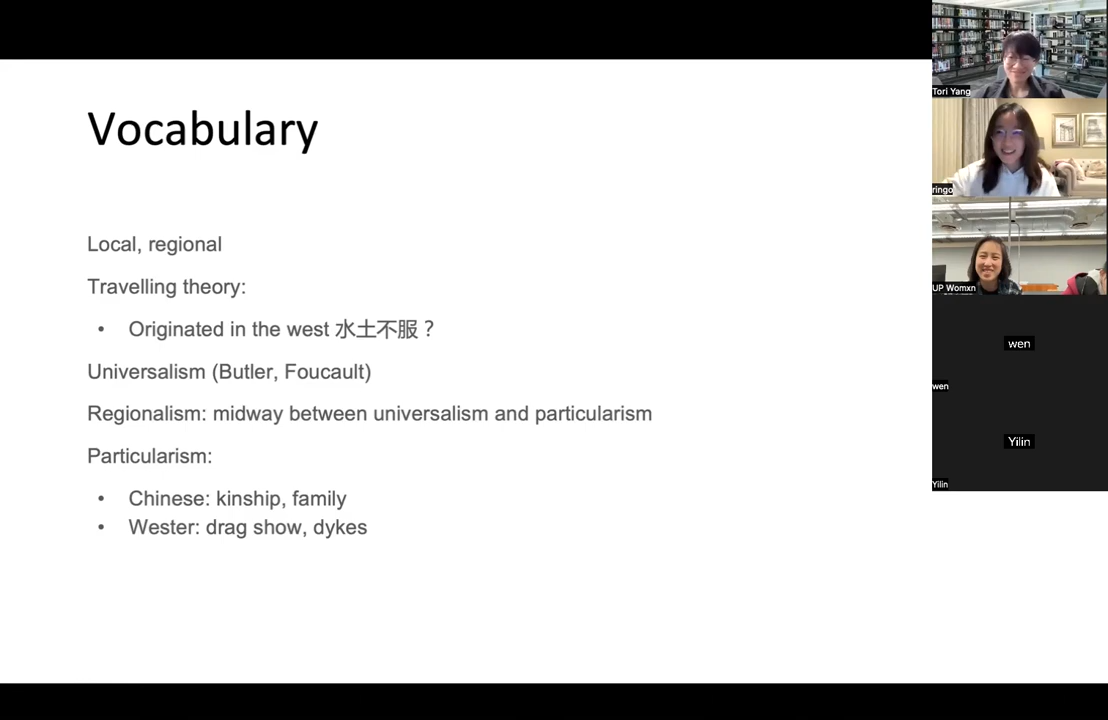 Vocabulary
Local, regional
Travelling theory:
• Originated in the west 水土不服？
Universalism (Butler, Foucault)
Regionalism: midway between universalism and particularism
Particularism:
• Chinese: kinship, family
• Wester: drag show, dykes
Tori Yang
ringo
UP Womxn
wen
wen
Yilin
Yilin